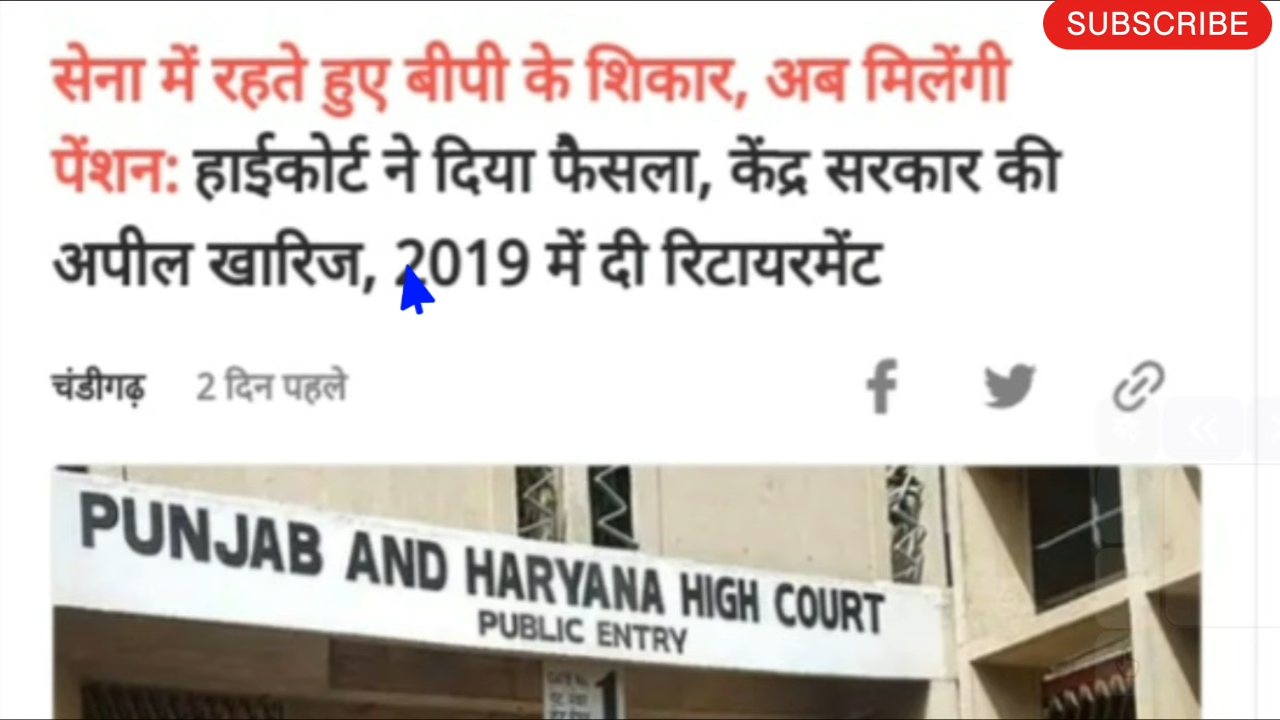 SUBSCRIBE
सेना में रहते हुए बीपी के शिकार, अब मिलेंगी
पेंशन: हाईकोर्ट ने दिया फैसला, केंद्र सरकार की
अपील खारिज, 2019 में दी रिटायरमेंट
चंडीगढ़ 2 दिन पहले
PUNJAB AND HARYANA HIGH COURT
PUBLIC ENTRY